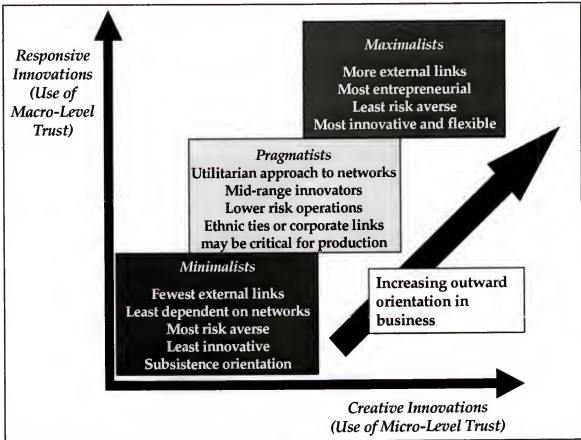 Responsive
Innovations
(Use of
Macro-Level
Trust)
Maximalists
More external links
Most entrepreneurial
Least risk averse
Most innovative and flexible
Pragmatists
Utilitarian approach to networks
Mid-range innovators
Lower risk operations
Ethnic ties or corporate links
may be critical for production
Minimalists
Fewest external links
Least dependent on networks
Most risk averse
Least innovative
Subsistence orientation
Increasing outward
orientation in
business
Creative Innovations
(Use of Micro-Level Trust)